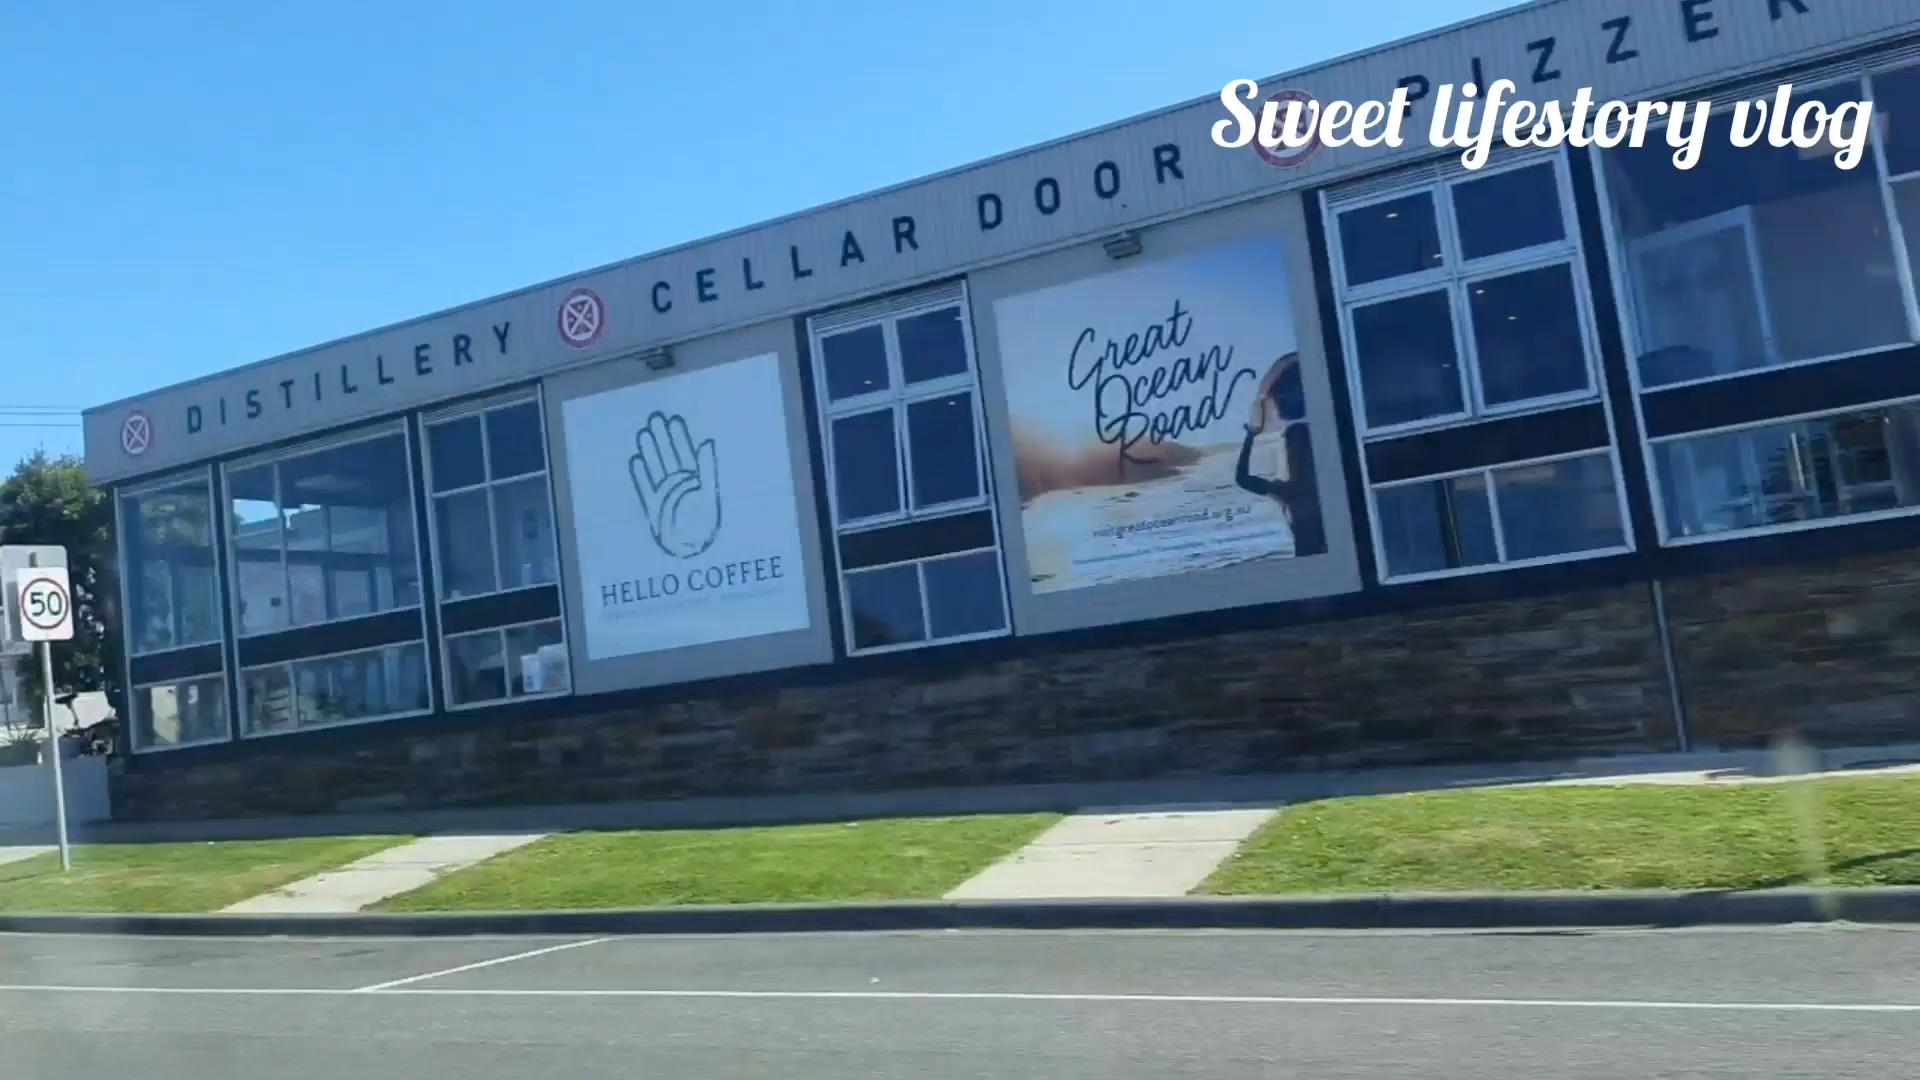 Sweet lifestory vlog
DISTILLERY CELLAR DOOR PIZZER
50
HELLO COFFEE
Great
Ocean
Road
visitgreatoceanroad.org.au